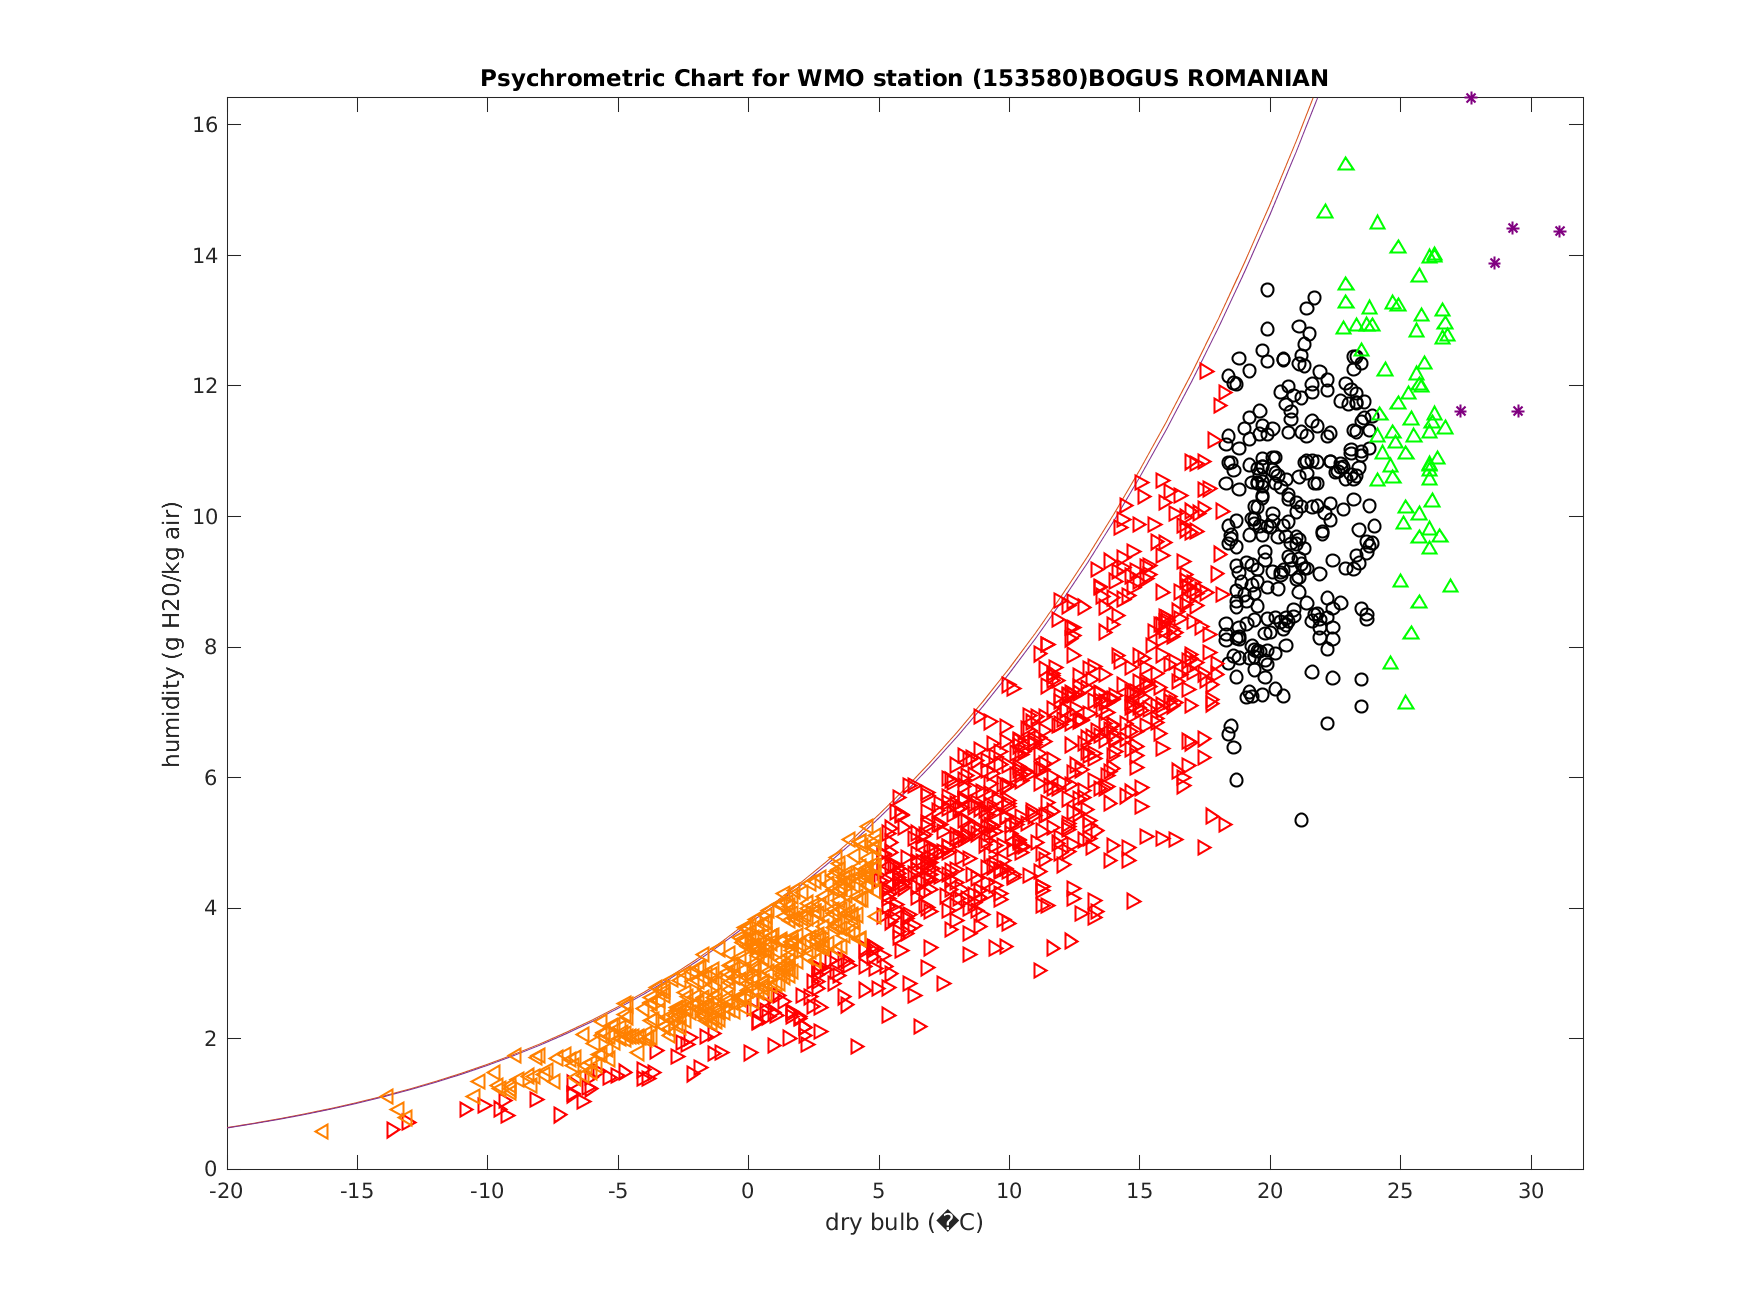 Psychrometric Chart for WMO station (153580)BOGUS ROMANIAN
16
14
12
10
8
6
4
2
0
humidity (g H20/kg air)
-20 -15 -10 -5 0 5 10 15 20 25 30
dry bulb (�C)